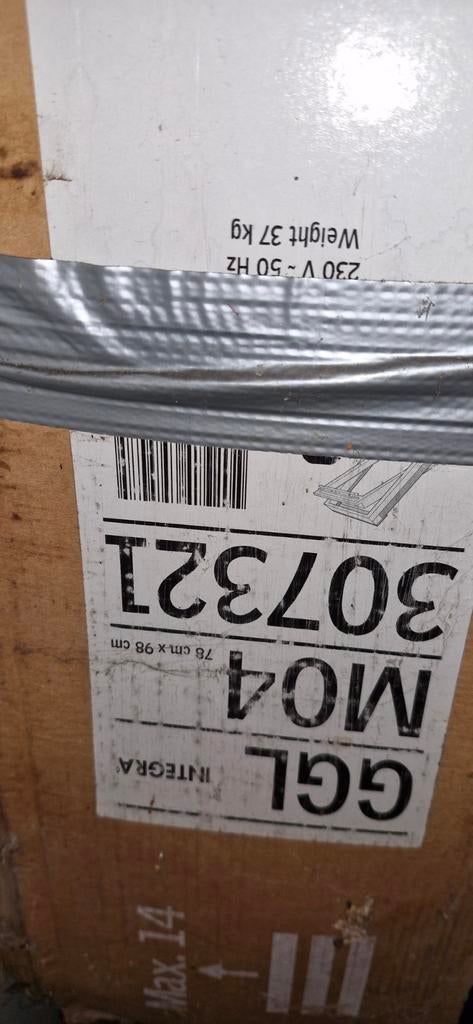 GGL INTEGRA
M04 78 cm x 98 cm
307321
230 V ~ 50 Hz
Weight 37 kg
Max. 14